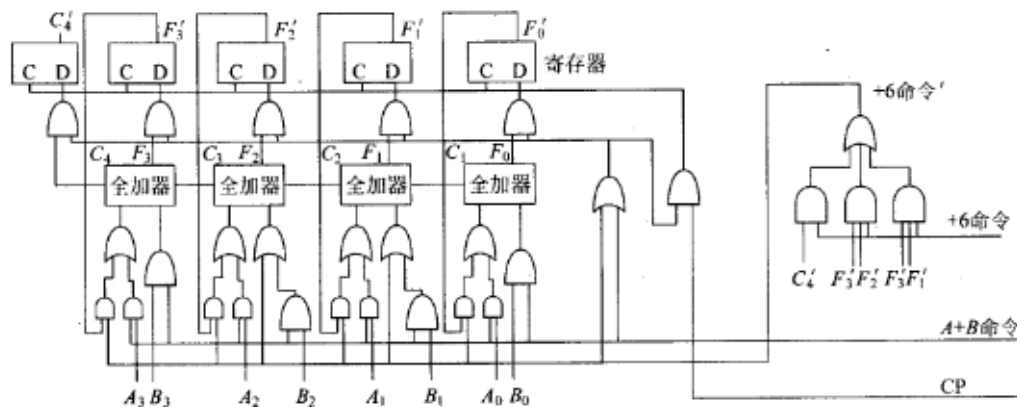 C₄′ F₃′ F₂′ F₁′ F₀′
C D C D C D C D C D 寄存器
+6命令′
C₄ F₃ C₃ F₂ C₂ F₁ C₁ F₀
全加器 全加器 全加器 全加器
+6命令
C₄′ F₃′F₂′ F₃′F₁′
A+B命令
CP
A₃ B₃ A₂ B₂ A₁ B₁ A₀ B₀